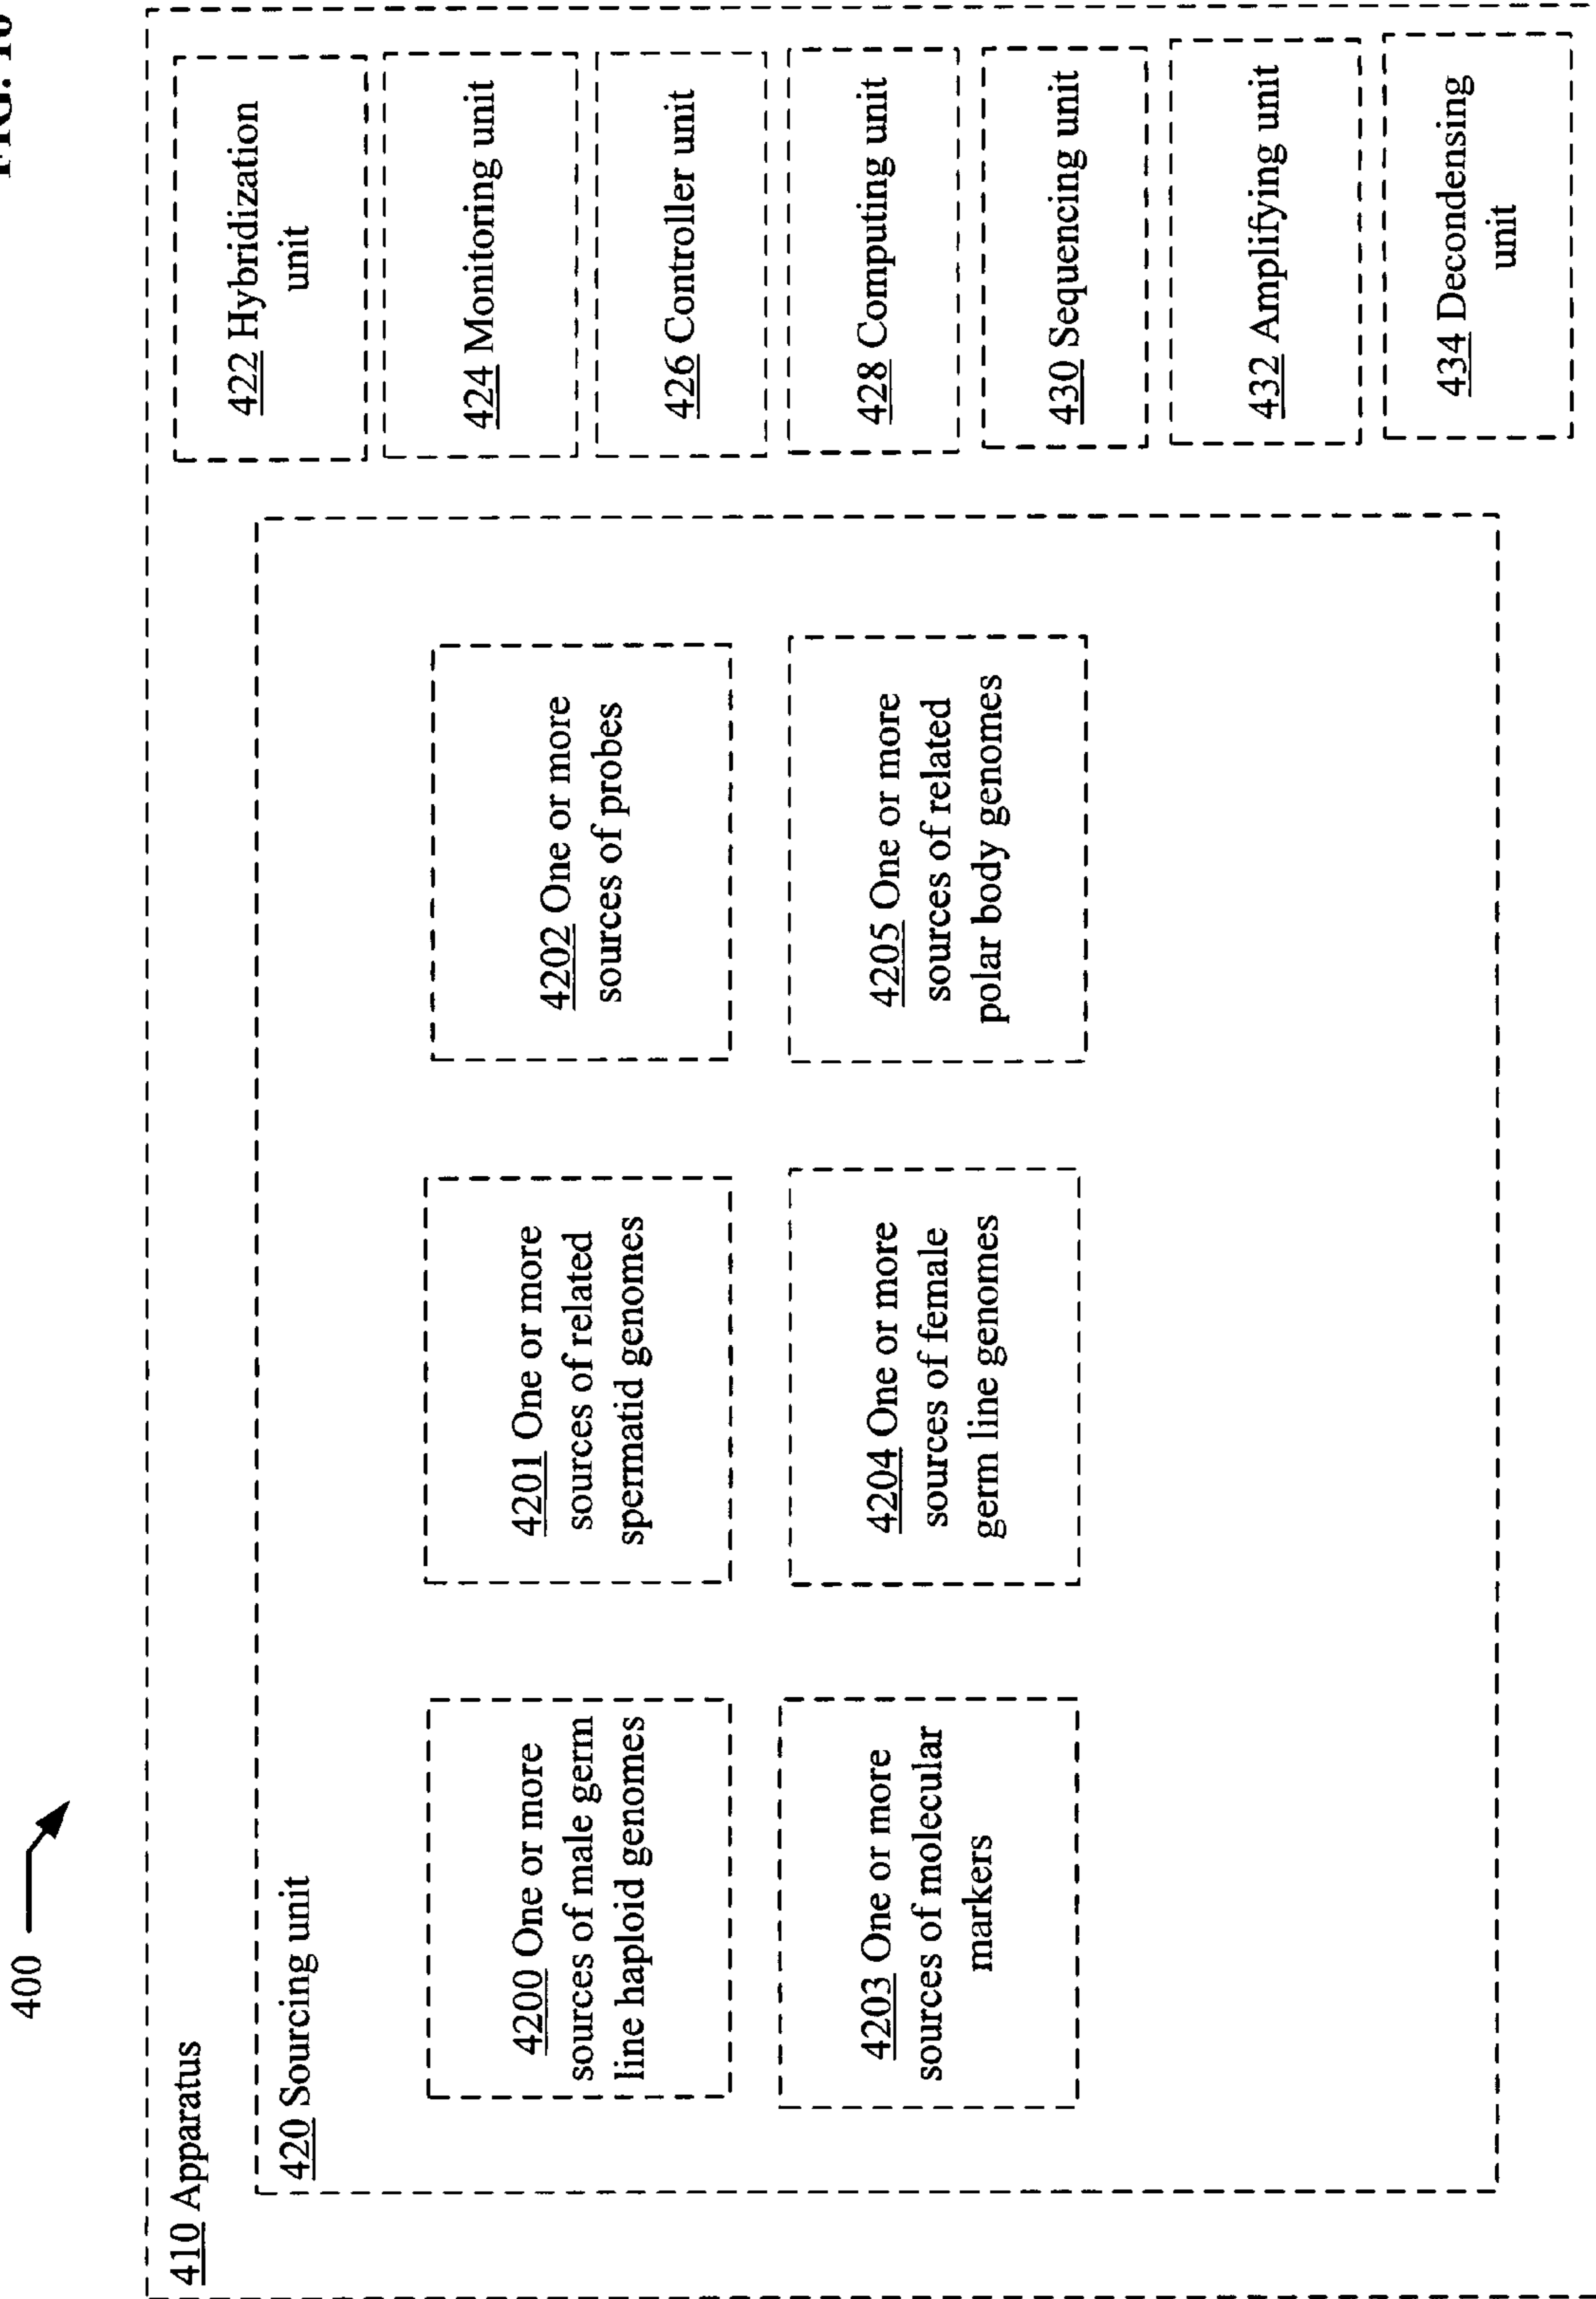 FIG.
400
410 Apparatus
420 Sourcing unit
4200 One or more
sources of male germ
line haploid genomes
4201 One or more
sources of related
spermatid genomes
4202 One or more
sources of probes
4203 One or more
sources of molecular
markers
4204 One or more
sources of female
germ line genomes
4205 One or more
sources of related
polar body genomes
422 Hybridization
unit
424 Monitoring unit
426 Controller unit
428 Computing unit
430 Sequencing unit
432 Amplifying unit
434 Decondensing
unit